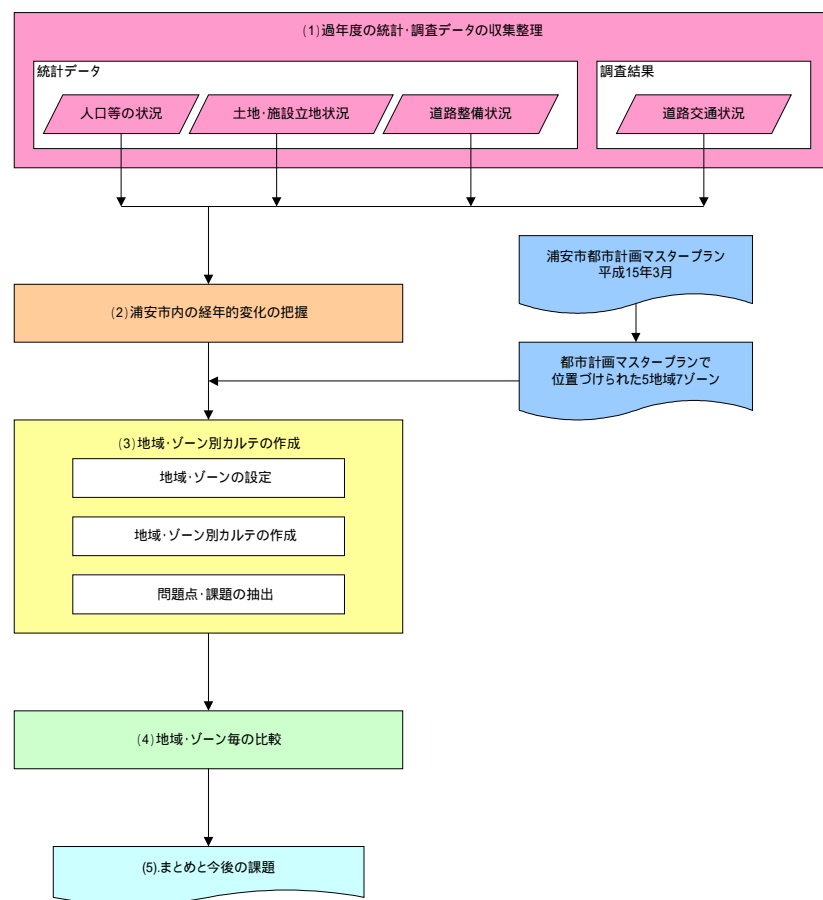 (1)過年度の統計・調査データの収集整理
統計データ
調査結果
人口等の状況
土地・施設立地状況
道路整備状況
道路交通状況
浦安市都市計画マスタープラン
平成15年3月
(2)浦安市内の経年的変化の把握
都市計画マスタープランで
位置づけられた5地域7ゾーン
(3)地域・ゾーン別カルテの作成
地域・ゾーンの設定
地域・ゾーン別カルテの作成
問題点・課題の抽出
(4)地域・ゾーン毎の比較
(5).まとめと今後の課題